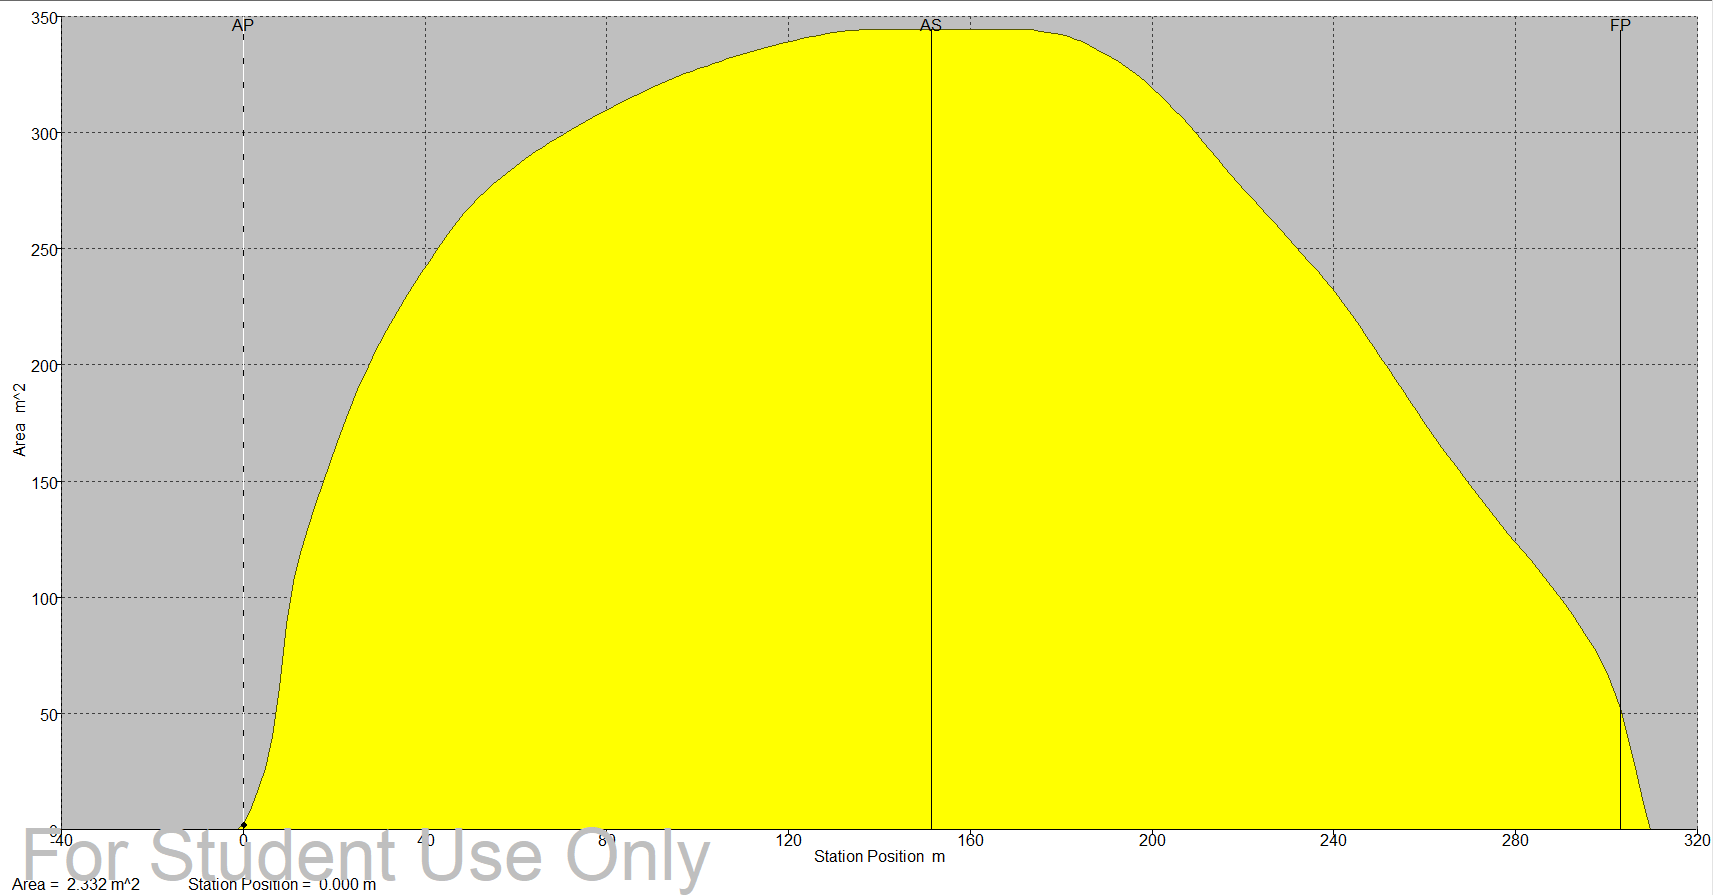 350
AP
AS
FP
300
250
200
Area m^2
150
100
50
0
-40
0
40
80
120
160
200
240
280
320
Station Position m
For Student Use Only
Area = 2.332 m^2
Station Position = 0.000 m